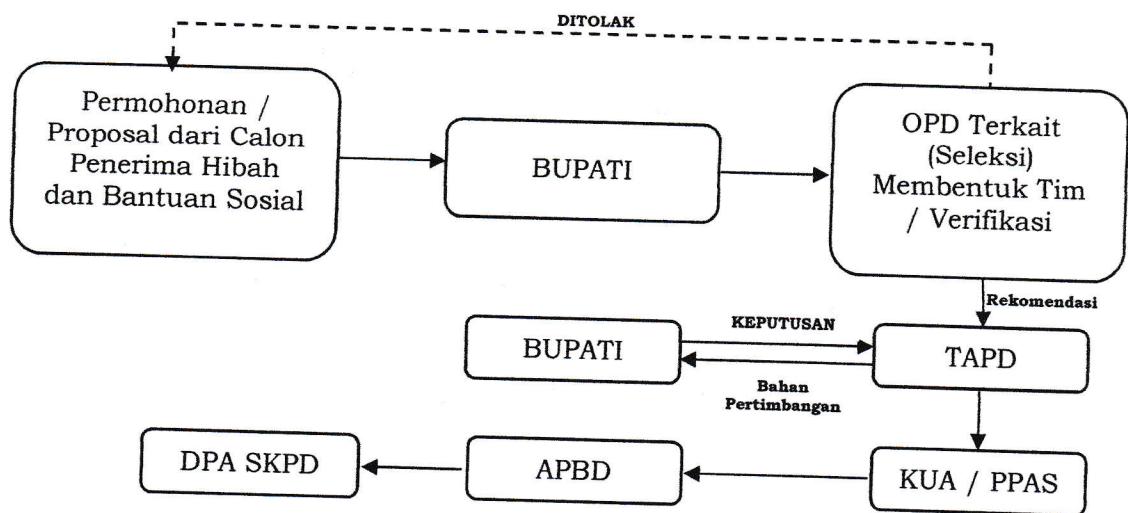 DITOLAK
Permohonan /
Proposal dari Calon
Penerima Hibah
dan Bantuan Sosial
BUPATI
OPD Terkait
(Seleksi)
Membentuk Tim
/ Verifikasi
Rekomendasi
KEPUTUSAN
BUPATI
TAPD
Bahan
Pertimbangan
DPA SKPD
APBD
KUA / PPAS